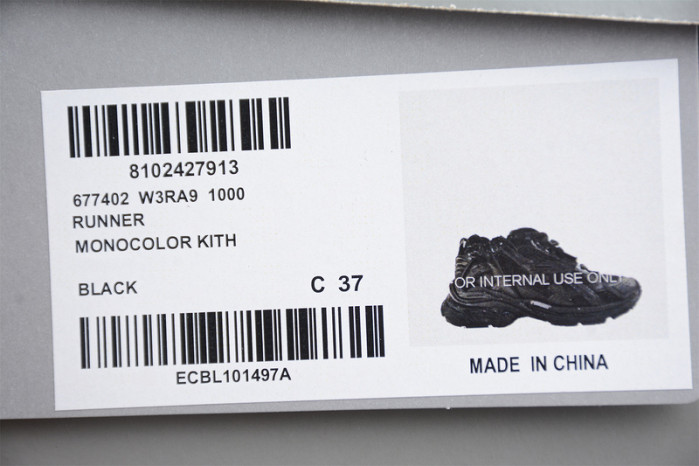 8102427913
677402 W3RA9 1000
RUNNER
MONOCOLOR KITH
BLACK
C 37
ECBL101497A
OR INTERNAL USE ONLY
MADE IN CHINA